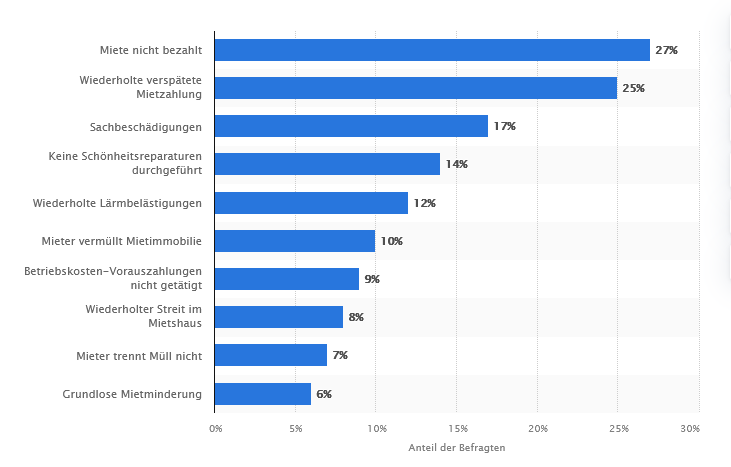 Miete nicht bezahlt
27%
Wiederholte verspätete
Mietzahlung
25%
Sachbeschädigungen
17%
Keine Schönheitsreparaturen
durchgeführt
14%
Wiederholte Lärmbelästigungen
12%
Mieter vermüllt Mietimmobilie
10%
Betriebskosten-Vorauszahlungen
nicht getätigt
9%
Wiederholter Streit im
Mietshaus
8%
Mieter trennt Müll nicht
7%
Grundlose Mietminderung
6%
0% 5% 10% 15% 20% 25% 30%
Anteil der Befragten